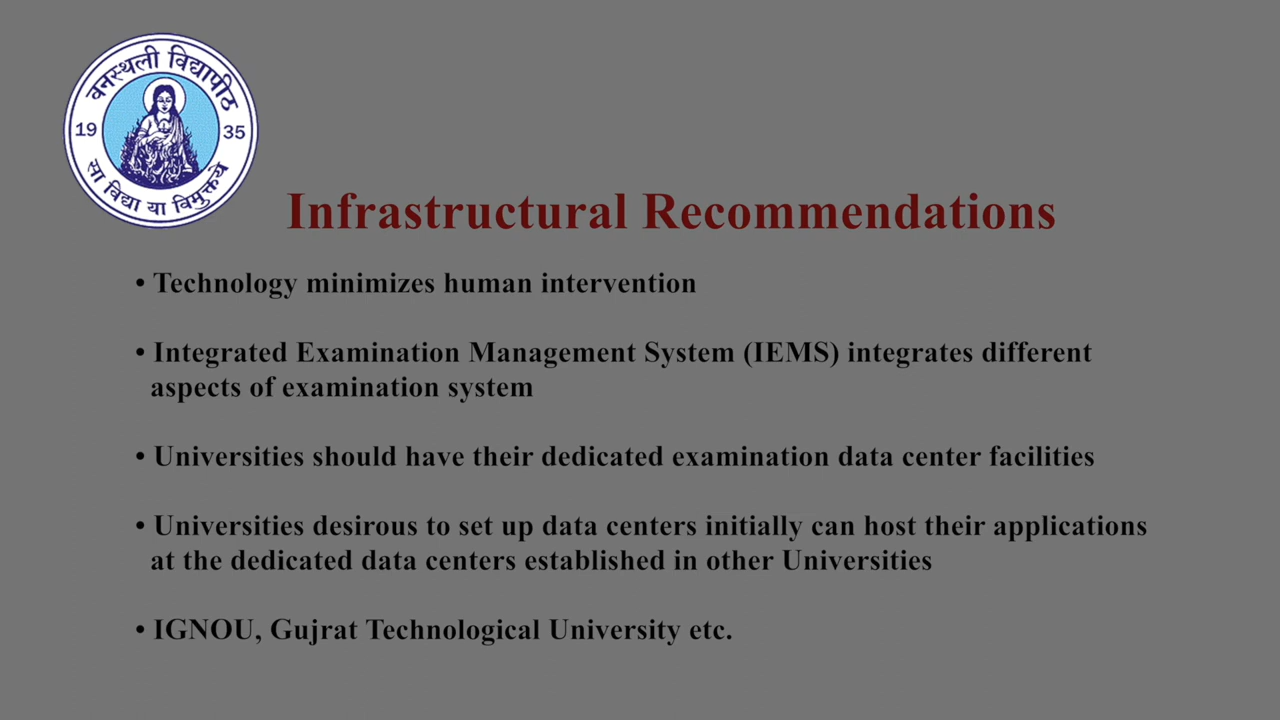 वनस्थली विद्यापीठ
19 35
सा विद्या या विमुक्तये
Infrastructural Recommendations
• Technology minimizes human intervention
• Integrated Examination Management System (IEMS) integrates different
aspects of examination system
• Universities should have their dedicated examination data center facilities
• Universities desirous to set up data centers initially can host their applications
at the dedicated data centers established in other Universities
• IGNOU, Gujrat Technological University etc.